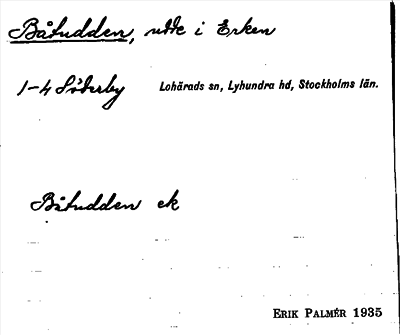 Båtudden, udde i Erken
1-4 Söderby Lohärads sn, Lyhundra hd, Stockholms län.
Båtudden ek
ERIK PALMÉR 1935